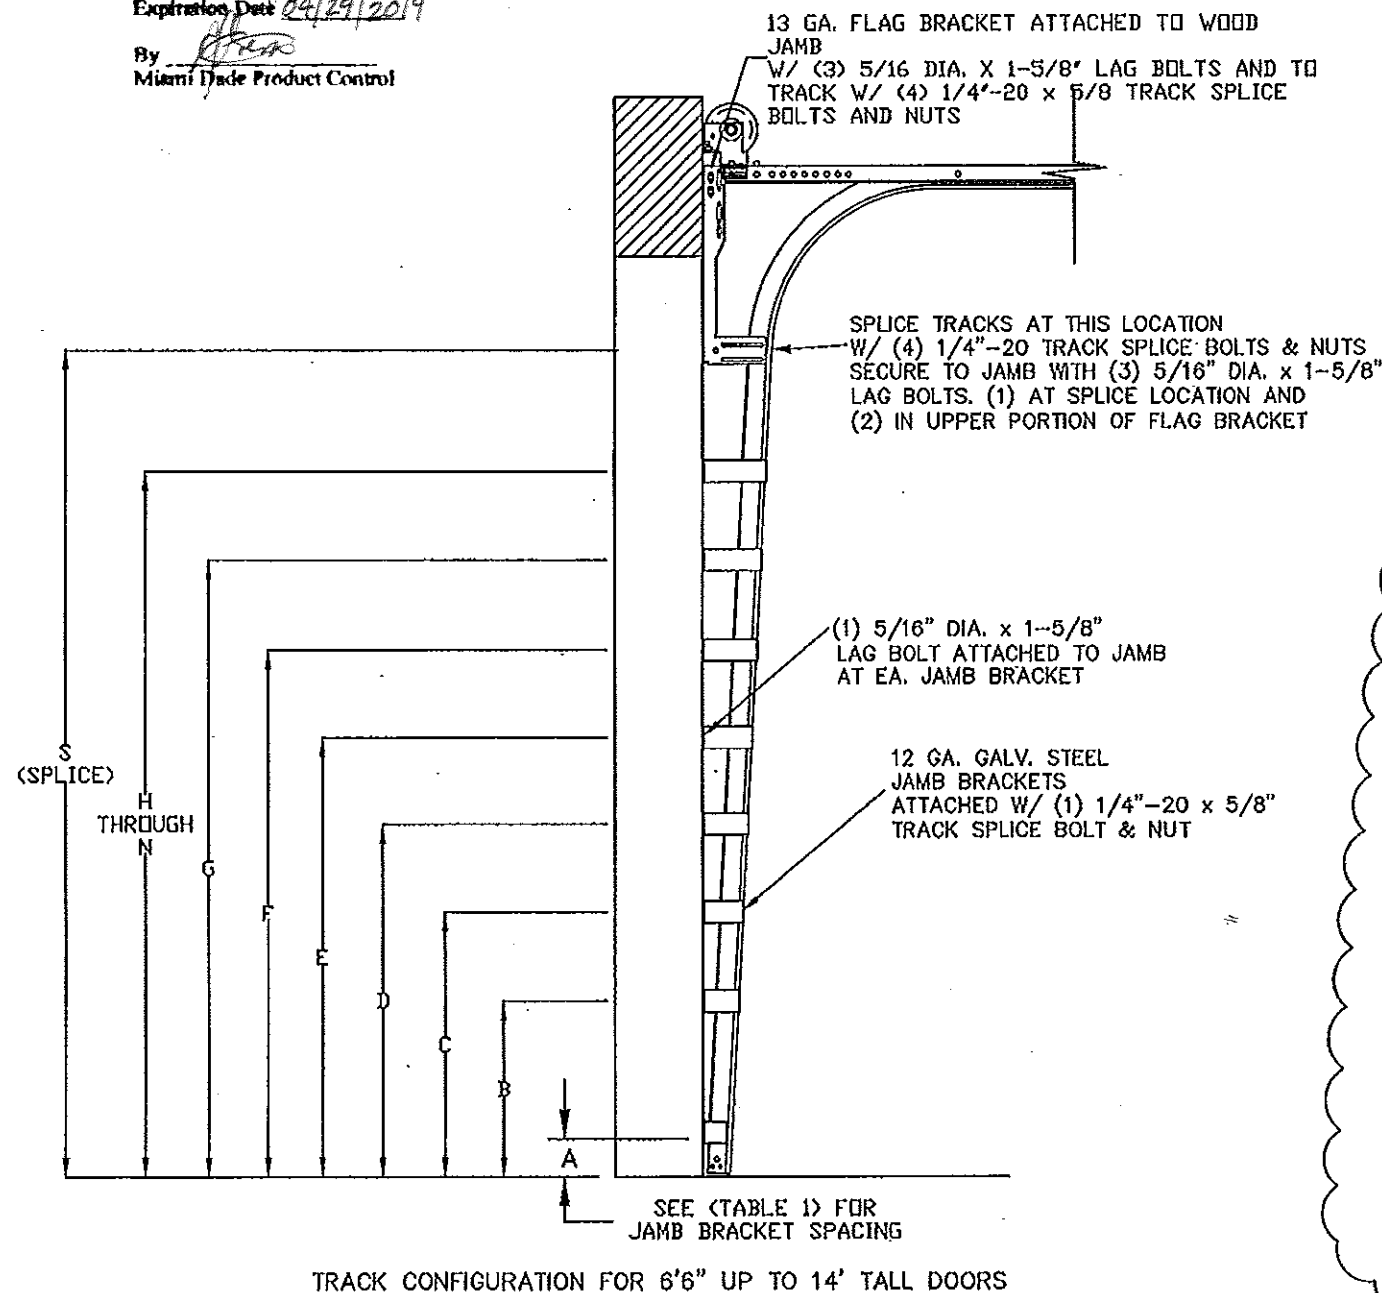 Expiration Date 04/29/2019
By
Miami Dade Product Control
13 GA. FLAG BRACKET ATTACHED TO WOOD
JAMB
W/ (3) 5/16 DIA. X 1-5/8" LAG BOLTS AND TO
TRACK W/ (4) 1/4"-20 x 5/8 TRACK SPLICE
BOLTS AND NUTS
SPLICE TRACKS AT THIS LOCATION
W/ (4) 1/4"-20 TRACK SPLICE BOLTS & NUTS
SECURE TO JAMB WITH (3) 5/16" DIA. x 1-5/8"
LAG BOLTS. (1) AT SPLICE LOCATION AND
(2) IN UPPER PORTION OF FLAG BRACKET
(1) 5/16" DIA. x 1-5/8"
LAG BOLT ATTACHED TO JAMB
AT EA. JAMB BRACKET
12 GA. GALV. STEEL
JAMB BRACKETS
ATTACHED W/ (1) 1/4"-20 x 5/8"
TRACK SPLICE BOLT & NUT
S
(SPLICE)
H
THROUGH
N
G
F
E
D
C
B
A
SEE (TABLE 1) FOR
JAMB BRACKET SPACING
TRACK CONFIGURATION FOR 6'6" UP TO 14' TALL DOORS